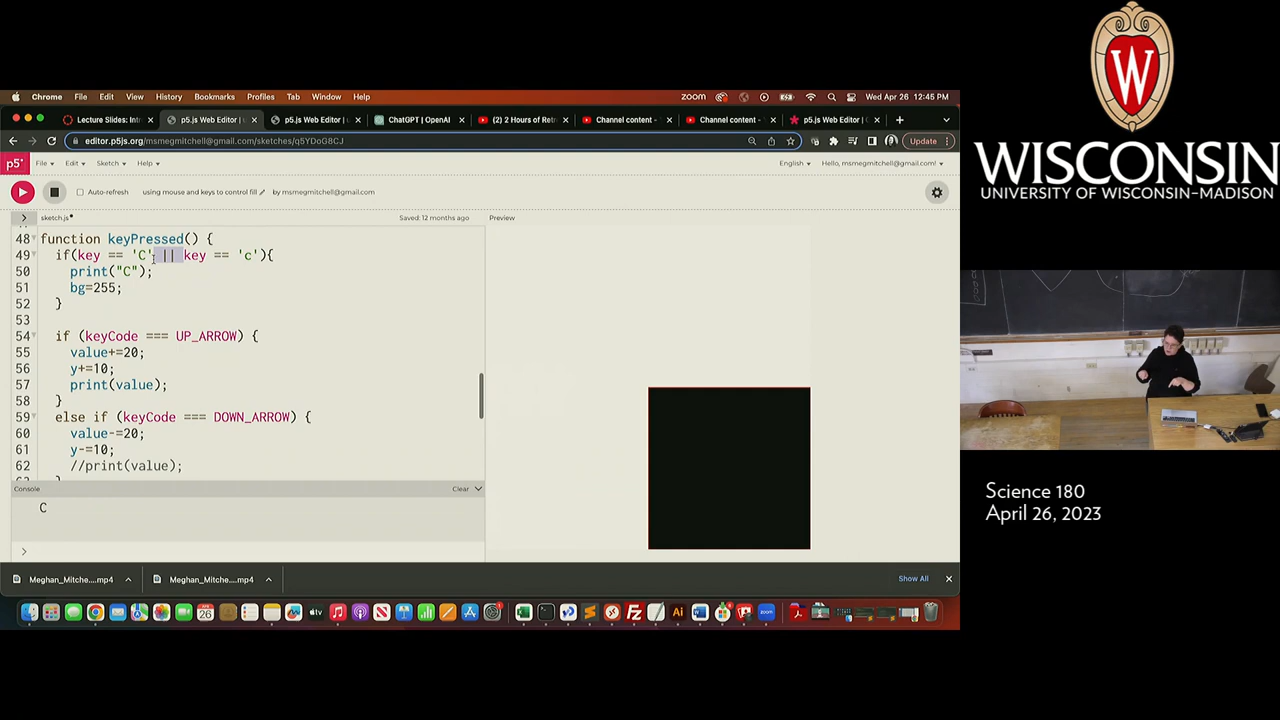 Chrome File Edit View History Bookmarks Profiles Tab Window Help zoom Wed Apr 26 12:45 PM
Lecture Slides: Intr p5.js Web Editor | p5.js Web Editor | ChatGPT | OpenAI (2) 2 Hours of Retr Channel content - Channel content - p5.js Web Editor |
editor.p5js.org/msmegmitchell@gmail.com/sketches/q5YDoG8CJ Update
p5* File Edit Sketch Help English Hello, msmegmitchell@gmail.com!
Auto-refresh using mouse and keys to control fill by msmegmitchell@gmail.com
sketch.js Saved: 12 months ago Preview
48 function keyPressed() {
49 if(key == 'C' || key == 'c'){
50 print("C");
51 bg=255;
52 }
53
54 if (keyCode === UP_ARROW) {
55 value+=20;
56 y+=10;
57 print(value);
58 }
59 else if (keyCode === DOWN_ARROW) {
60 value-=20;
61 y-=10;
62 //print(value);
Console Clear
C
Meghan_Mitche....mp4 Meghan_Mitche....mp4 Show All
W
WISCONSIN
UNIVERSITY OF WISCONSIN–MADISON
Science 180
April 26, 2023